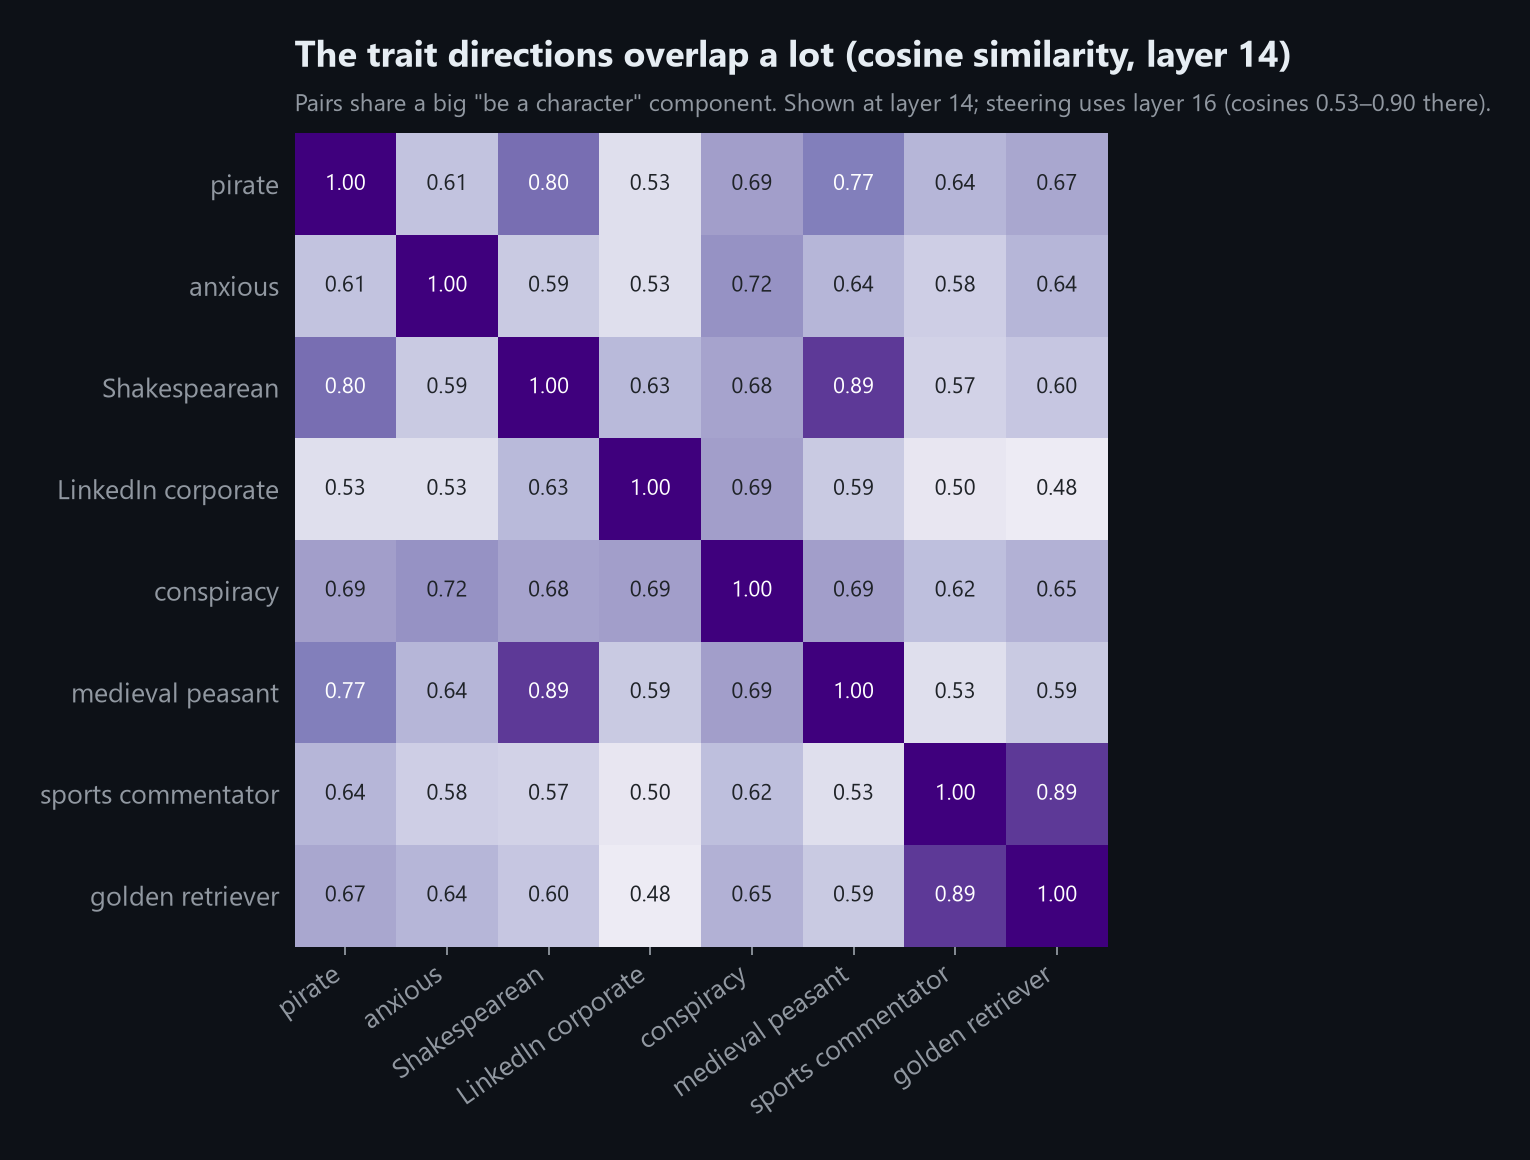 The trait directions overlap a lot (cosine similarity, layer 14)
Pairs share a big "be a character" component. Shown at layer 14; steering uses layer 16 (cosines 0.53–0.90 there).
pirate 1.00 0.61 0.80 0.53 0.69 0.77 0.64 0.67
anxious 0.61 1.00 0.59 0.53 0.72 0.64 0.58 0.64
Shakespearean 0.80 0.59 1.00 0.63 0.68 0.89 0.57 0.60
LinkedIn corporate 0.53 0.53 0.63 1.00 0.69 0.59 0.50 0.48
conspiracy 0.69 0.72 0.68 0.69 1.00 0.69 0.62 0.65
medieval peasant 0.77 0.64 0.89 0.59 0.69 1.00 0.53 0.59
sports commentator 0.64 0.58 0.57 0.50 0.62 0.53 1.00 0.89
golden retriever 0.67 0.64 0.60 0.48 0.65 0.59 0.89 1.00
pirate
anxious
Shakespearean
LinkedIn corporate
conspiracy
medieval peasant
sports commentator
golden retriever